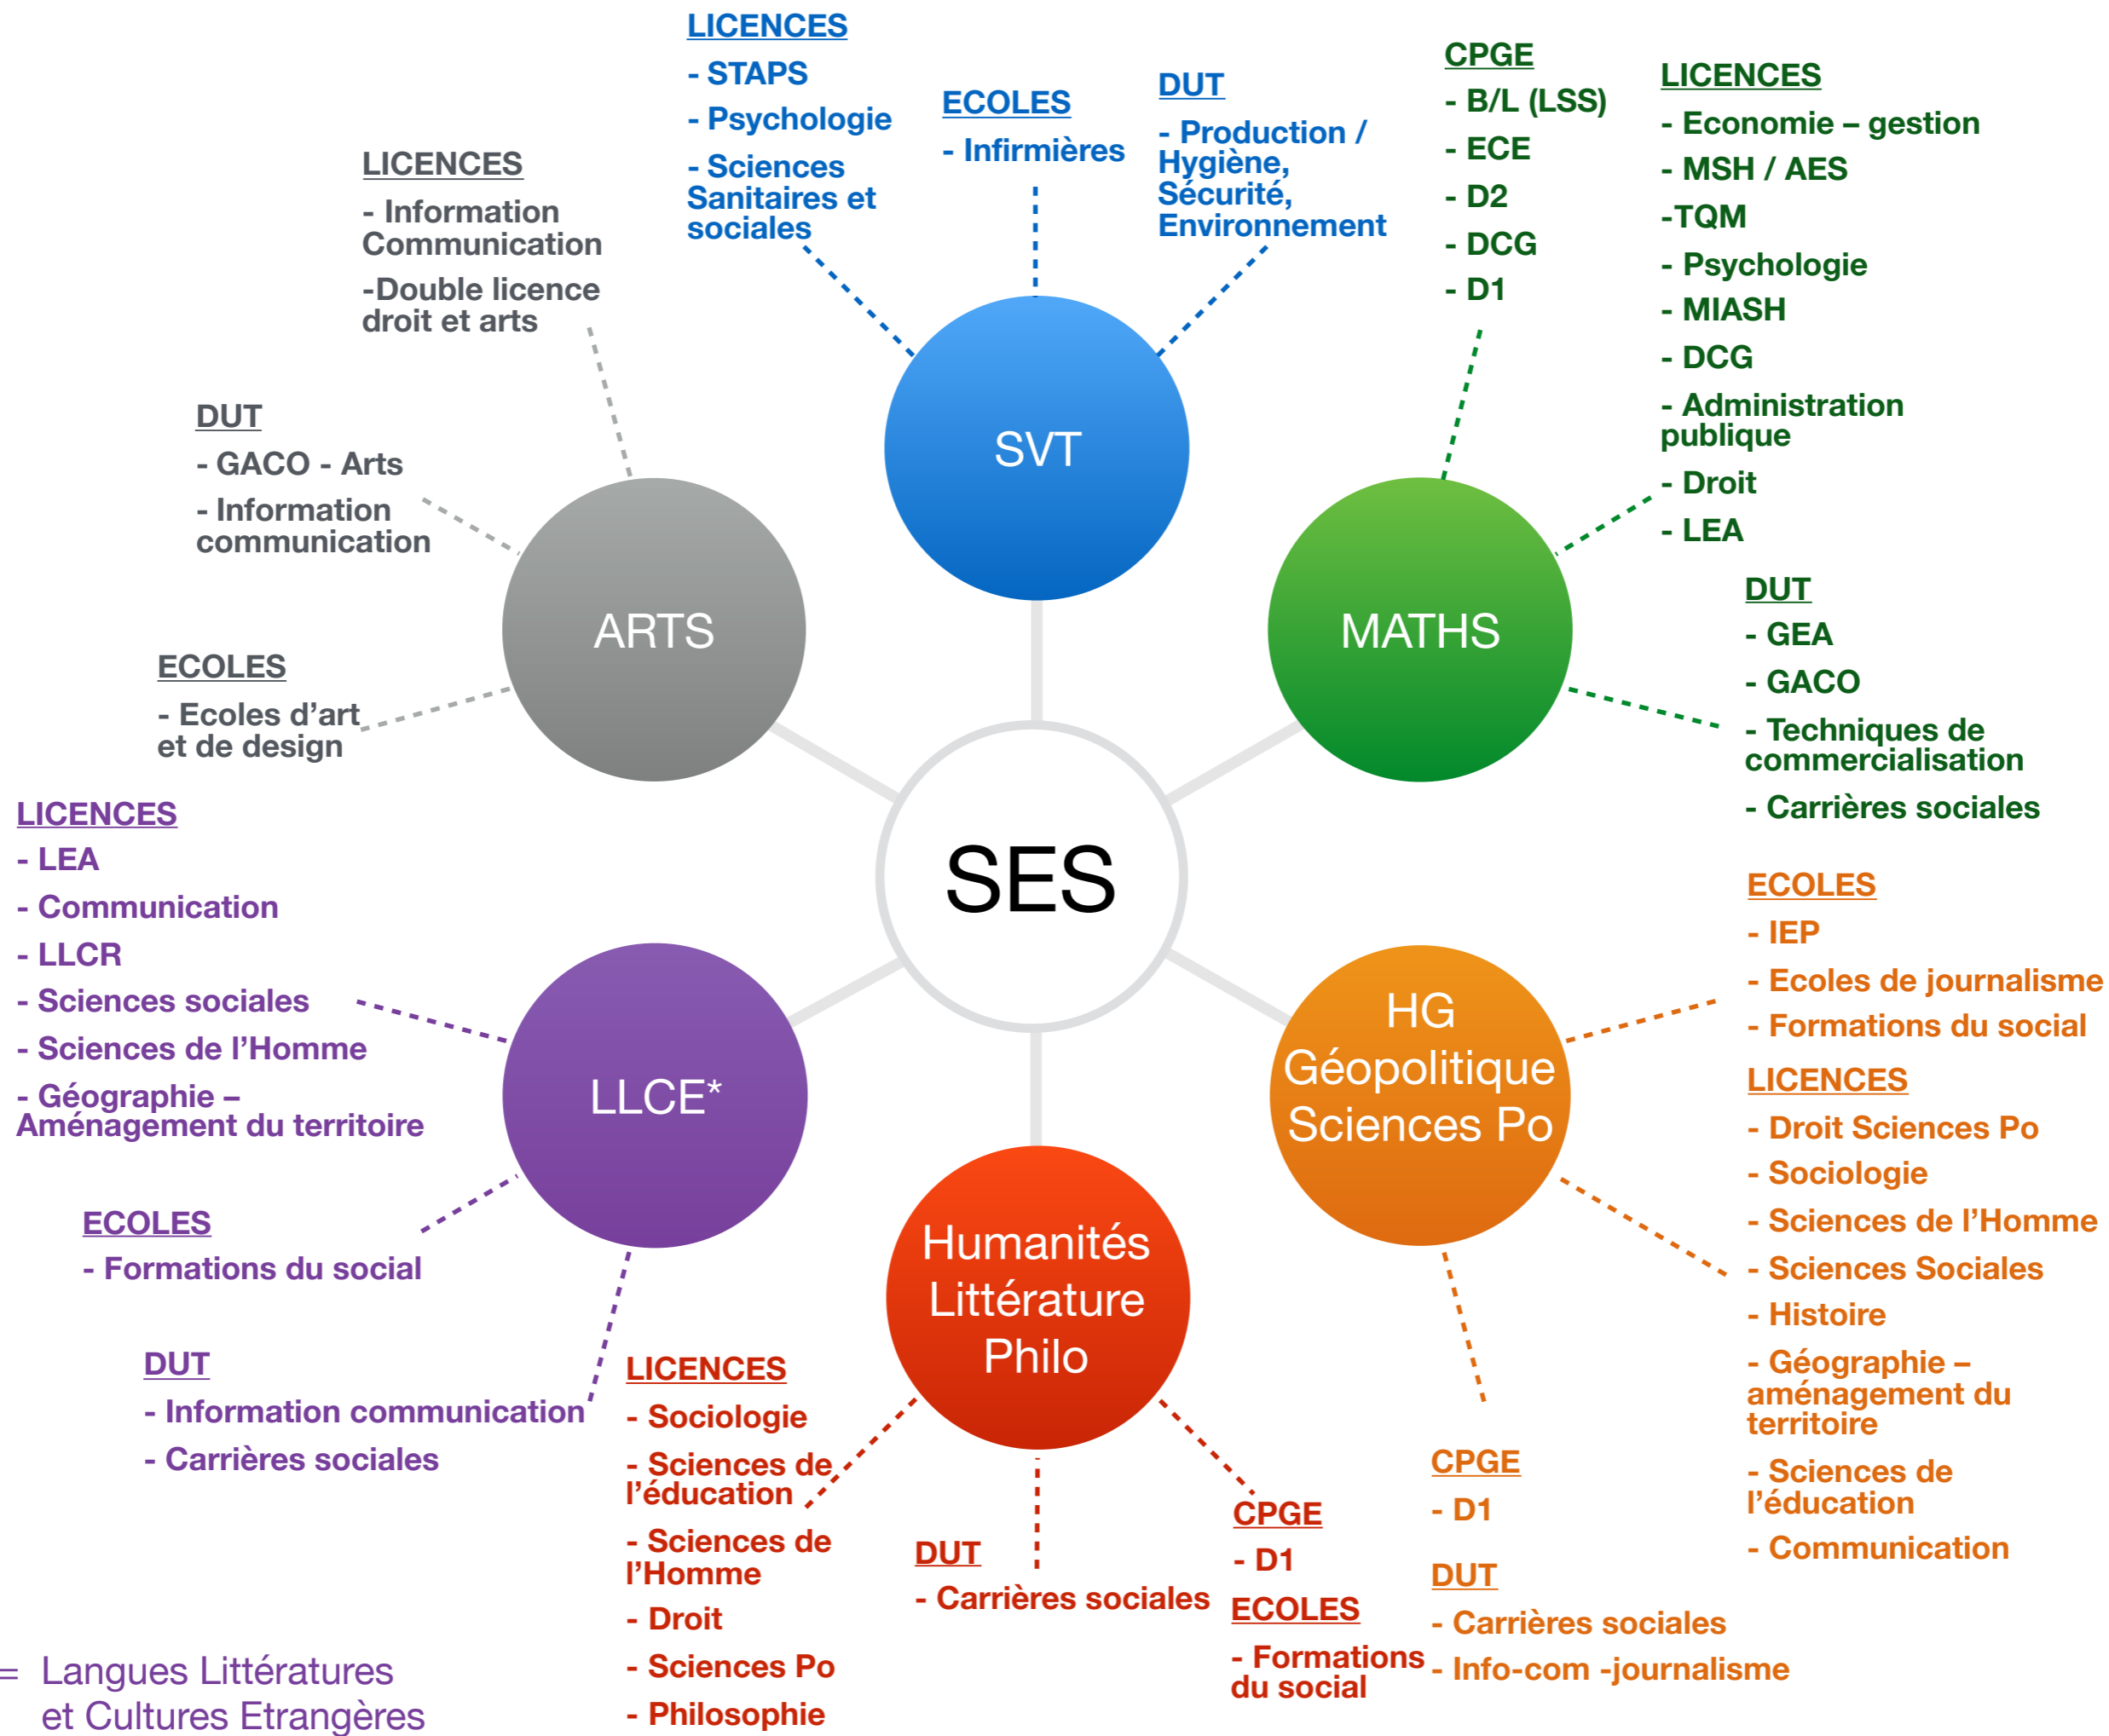 LICENCES
- STAPS
- Psychologie
- Sciences
Sanitaires et
sociales
ECOLES
- Infirmières
DUT
- Production /
Hygiène,
Sécurité,
Environnement
CPGE
- B/L (LSS)
- ECE
- D2
- DCG
- D1
LICENCES
- Economie – gestion
- MSH / AES
-TQM
- Psychologie
- MIASH
- DCG
- Administration
publique
- Droit
- LEA
LICENCES
- Information
Communication
-Double licence
droit et arts
DUT
- GACO - Arts
- Information
communication
ECOLES
- Ecoles d’art
et de design
SVT
ARTS
MATHS
DUT
- GEA
- GACO
- Techniques de
commercialisation
- Carrières sociales
SES
LICENCES
- LEA
- Communication
- LLCR
- Sciences sociales
- Sciences de l’Homme
- Géographie –
Aménagement du territoire
LLCE*
ECOLES
- Formations du social
DUT
- Information communication
- Carrières sociales
HG
Géopolitique
Sciences Po
ECOLES
- IEP
- Ecoles de journalisme
- Formations du social
LICENCES
- Droit Sciences Po
- Sociologie
- Sciences de l’Homme
- Sciences Sociales
- Histoire
- Géographie –
aménagement du
territoire
- Sciences de
l’éducation
- Communication
Humanités
Littérature
Philo
LICENCES
- Sociologie
- Sciences de
l’éducation
- Sciences de
l’Homme
- Droit
- Sciences Po
- Philosophie
DUT
- Carrières sociales
CPGE
- D1
ECOLES
- Formations
du social
CPGE
- D1
DUT
- Carrières sociales
- Info-com -journalisme
= Langues Littératures
et Cultures Etrangères